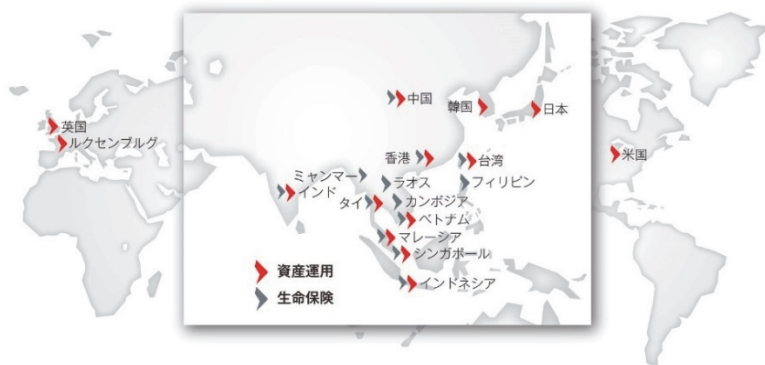 中国
韓国
日本
英国
ルクセンブルグ
米国
香港
台湾
ミャンマー
ラオス
フィリピン
インド
タイ
カンボジア
ベトナム
マレーシア
シンガポール
インドネシア
資産運用
生命保険